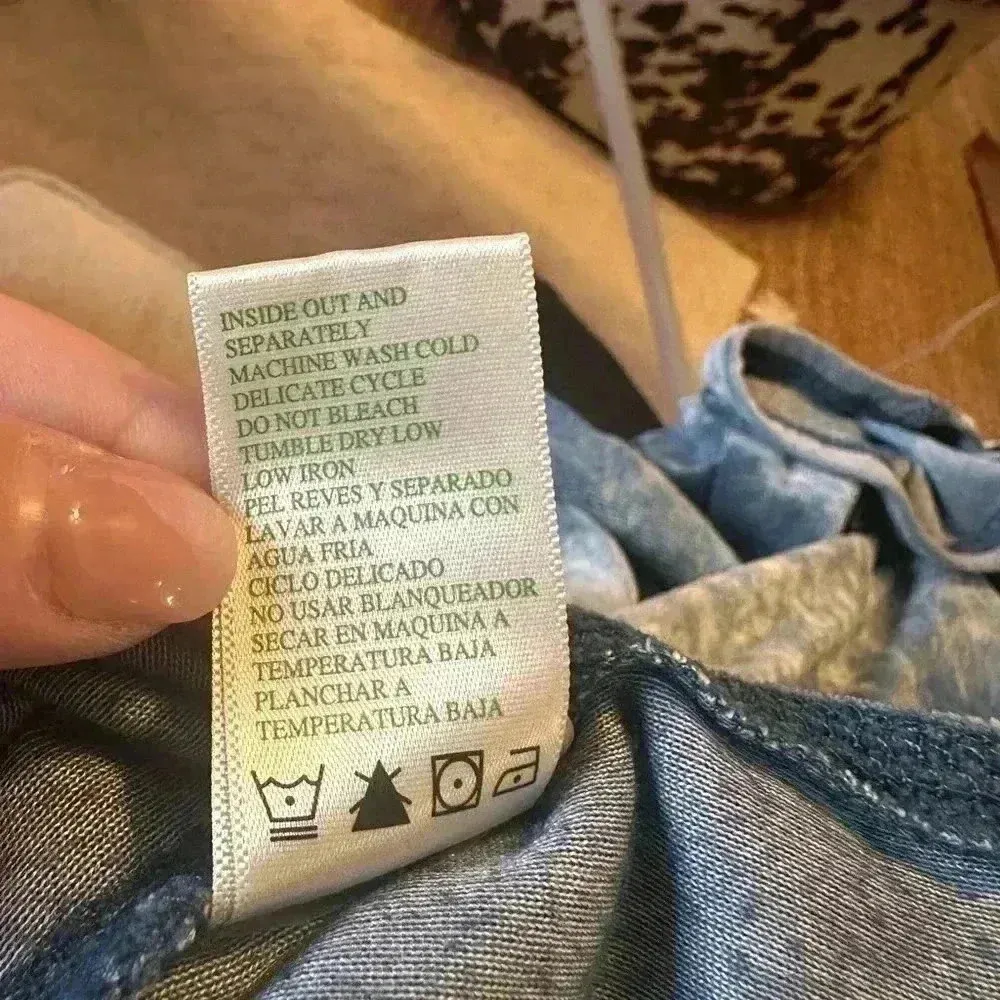 INSIDE OUT AND
SEPARATELY
MACHINE WASH COLD
DELICATE CYCLE
DO NOT BLEACH
TUMBLE DRY LOW
LOW IRON
PEL REVES Y SEPARADO
LAVAR A MAQUINA CON
AGUA FRIA
CICLO DELICADO
NO USAR BLANQUEADOR
SECAR EN MAQUINA A
TEMPERATURA BAJA
PLANCHAR A
TEMPERATURA BAJA